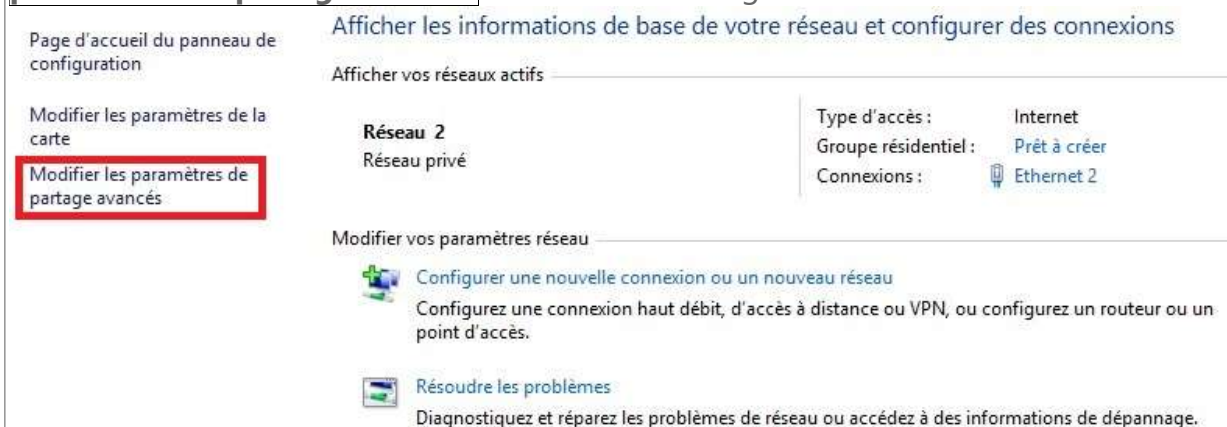 Page d'accueil du panneau de
configuration
Modifier les paramètres de la
carte
Modifier les paramètres de
partage avancés
Afficher les informations de base de votre réseau et configurer des connexions
Afficher vos réseaux actifs
Réseau 2
Réseau privé
Type d'accès : Internet
Groupe résidentiel : Prêt à créer
Connexions : Ethernet 2
Modifier vos paramètres réseau
Configurer une nouvelle connexion ou un nouveau réseau
Configurez une connexion haut débit, d'accès à distance ou VPN, ou configurez un routeur ou un
point d'accès.
Résoudre les problèmes
Diagnostiquez et réparez les problèmes de réseau ou accédez à des informations de dépannage.